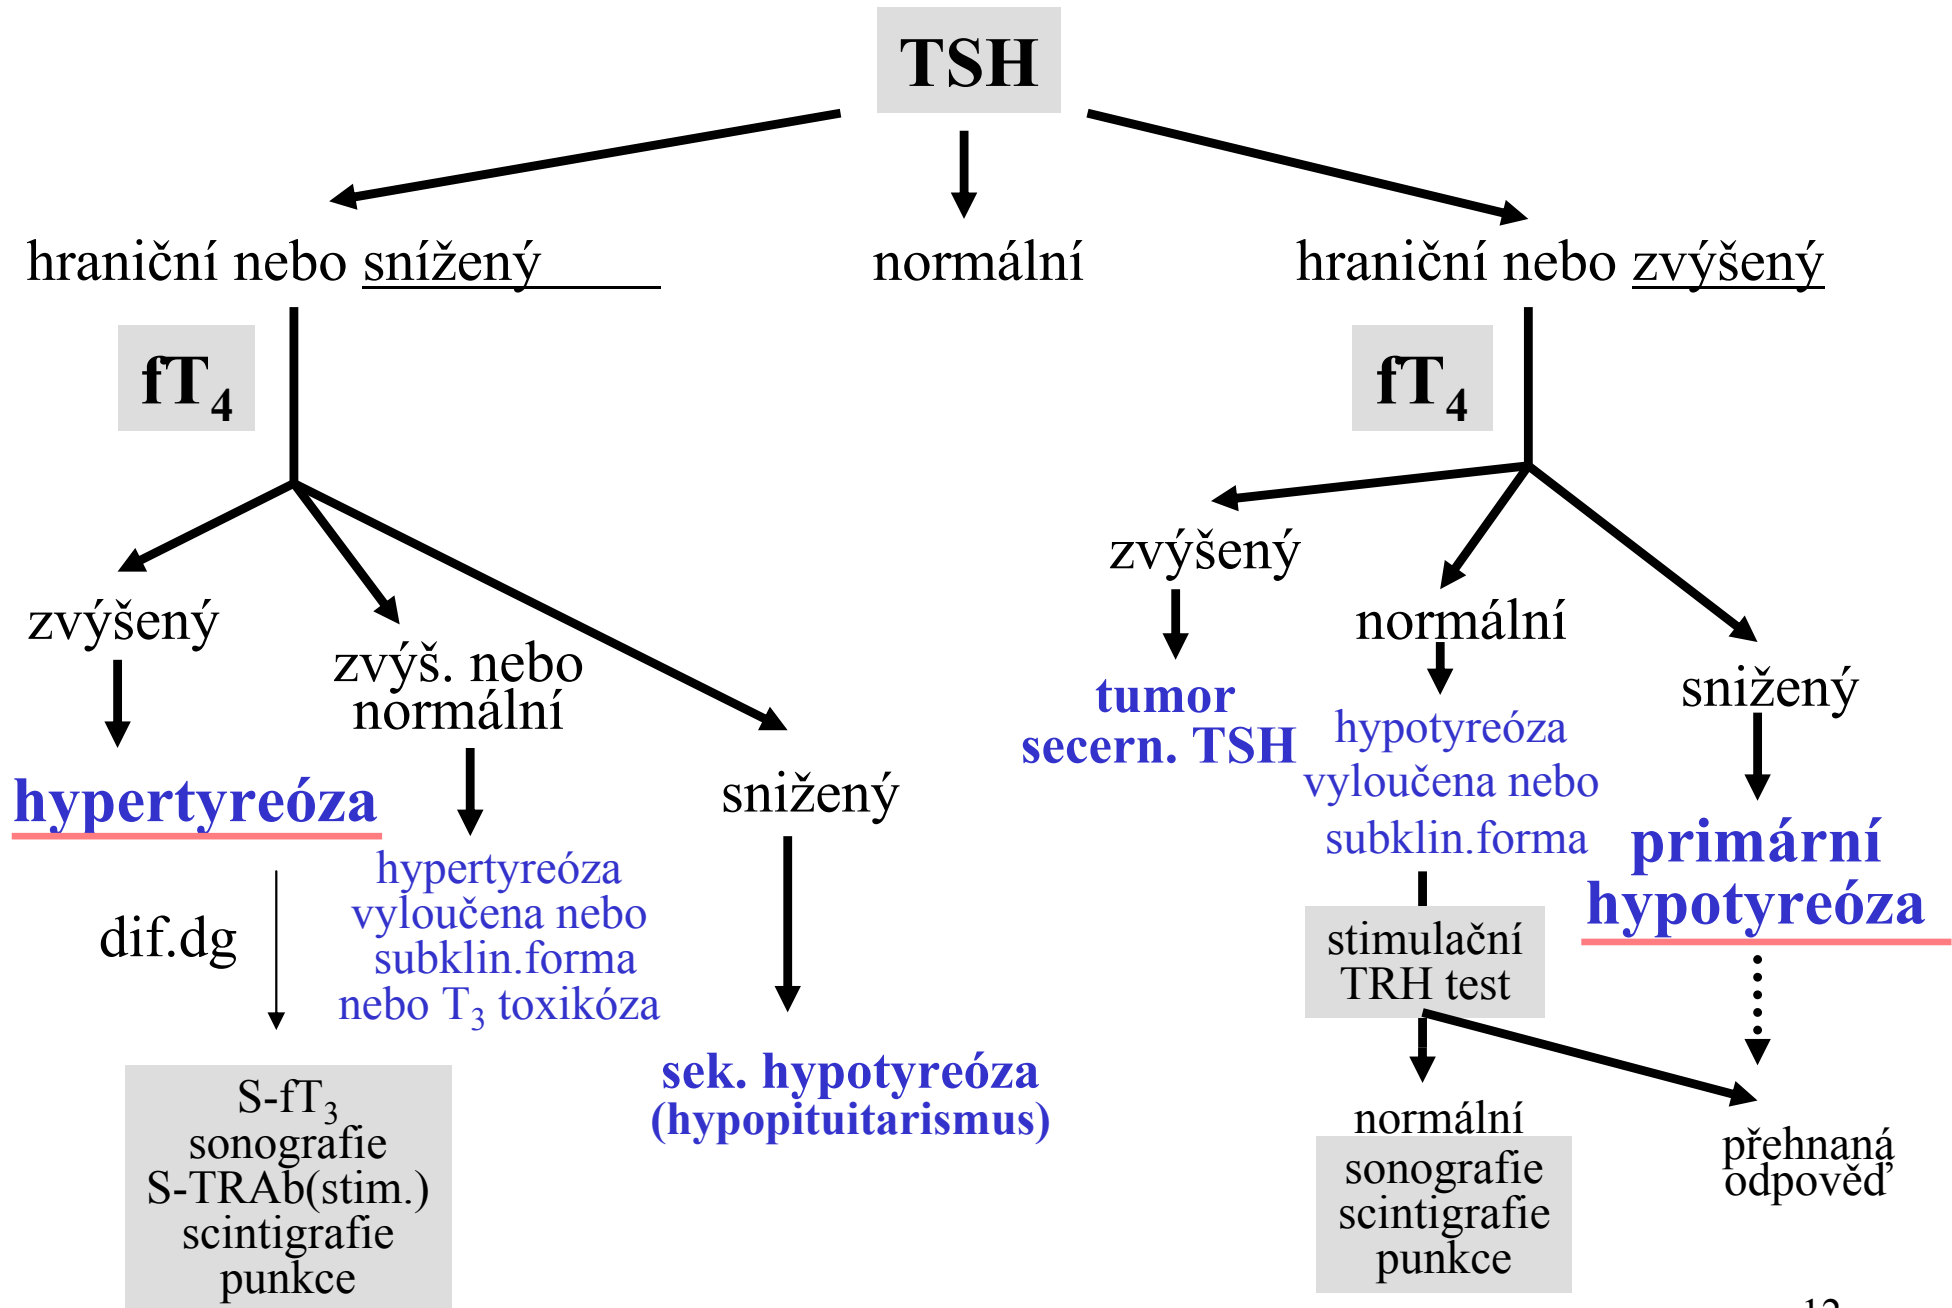 TSH
hraniční nebo snížený
normální
hraniční nebo zvýšený
fT4
fT4
zvýšený
zvýš. nebo
normální
snižený
zvýšený
normální
snižený
hypertyreóza
hypertyreóza
vyloučena nebo
subklin.forma
nebo T3 toxikóza
sek. hypotyreóza
(hypopituitarismus)
dif.dg
S-fT3
sonografie
S-TRAb(stim.)
scintigrafie
punkce
tumor
secern. TSH
hypotyreóza
vyloučena nebo
subklin.forma
primární
hypotyreóza
stimulační
TRH test
normální
sonografie
scintigrafie
punkce
přehnaná
odpověď